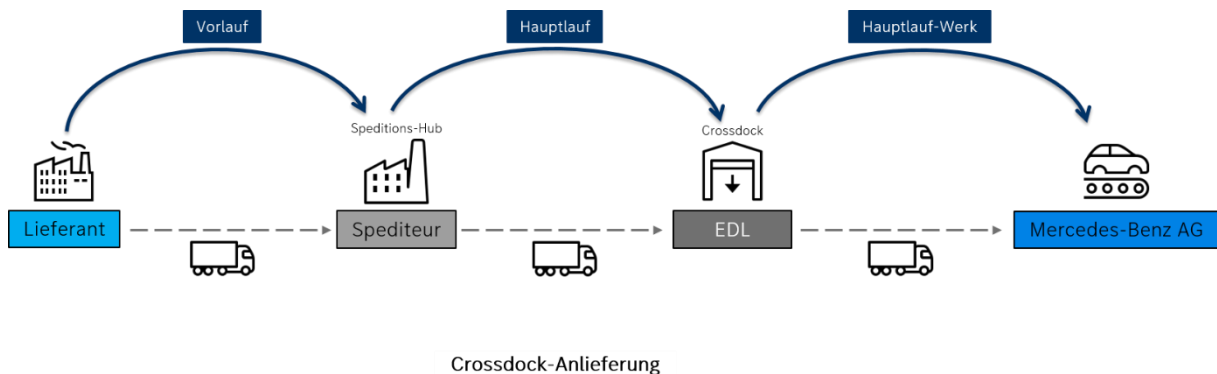 Vorlauf
Hauptlauf
Hauptlauf-Werk
Speditions-Hub
Crossdock
Lieferant
Spediteur
EDL
Mercedes-Benz AG
Crossdock-Anlieferung